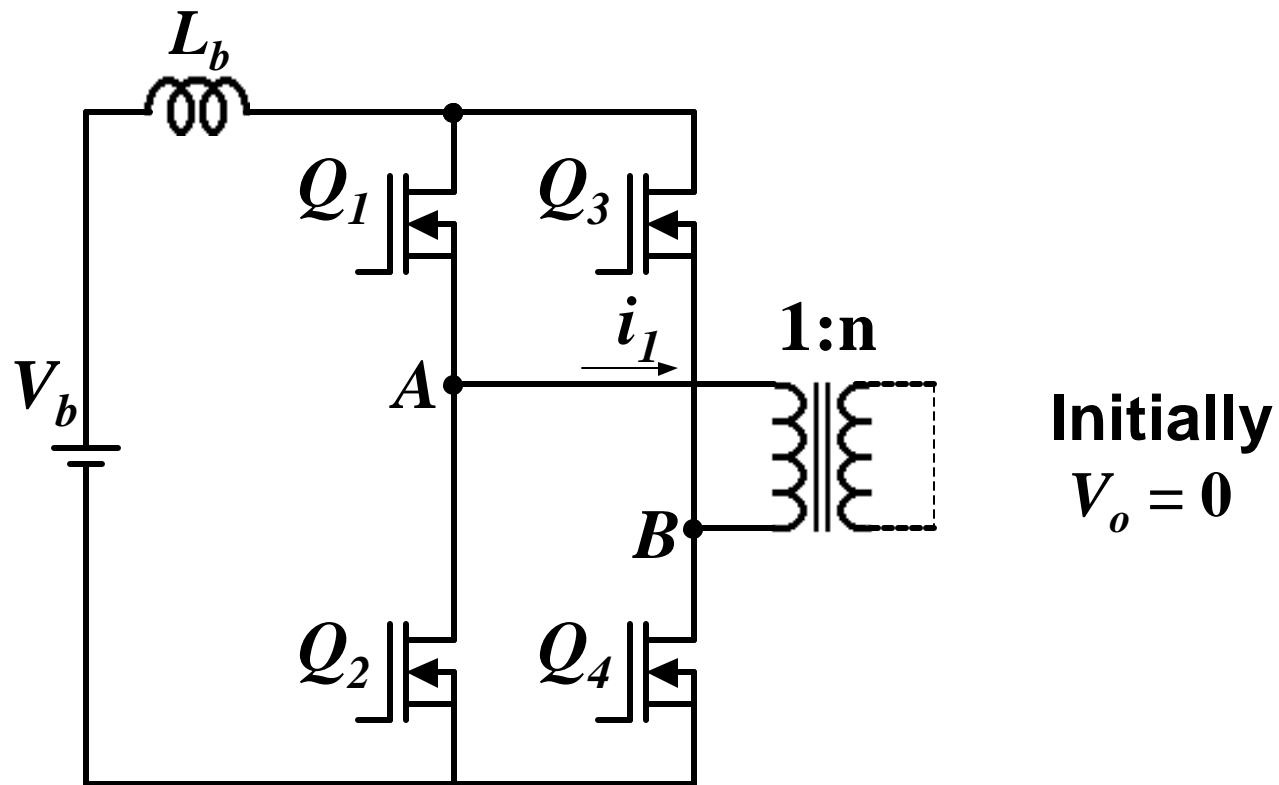 L_b
Q_1
Q_3
i_1
1:n
V_b
A
B
Initially
V_o = 0
Q_2
Q_4